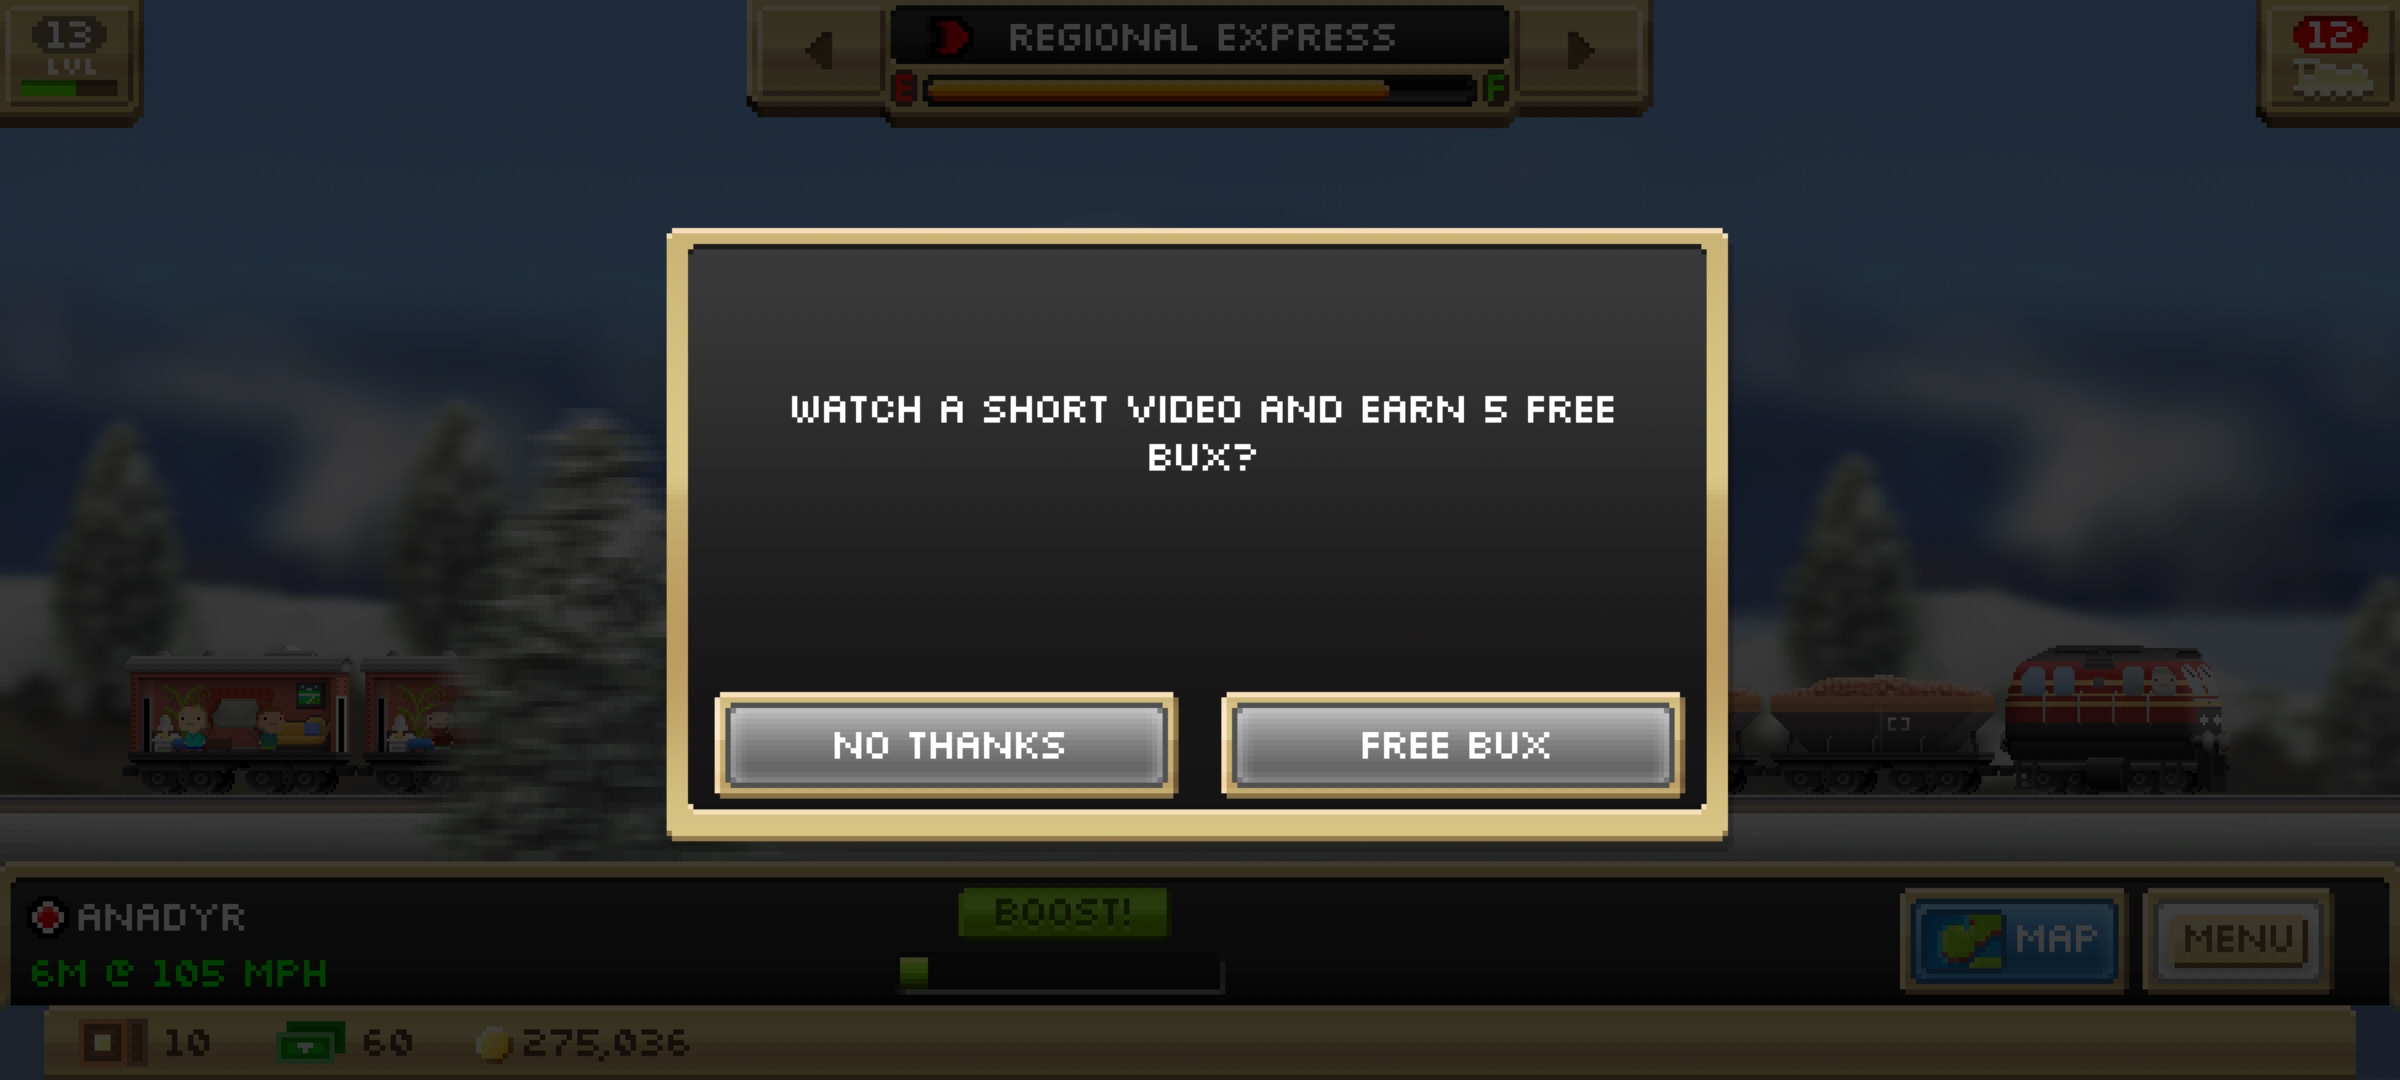 13
LVL
REGIONAL EXPRESS
E F
12
WATCH A SHORT VIDEO AND EARN 5 FREE
BUX?
NO THANKS
FREE BUX
ANADYR
6M @ 105 MPH
BOOST!
MAP
MENU
10
60
275,036